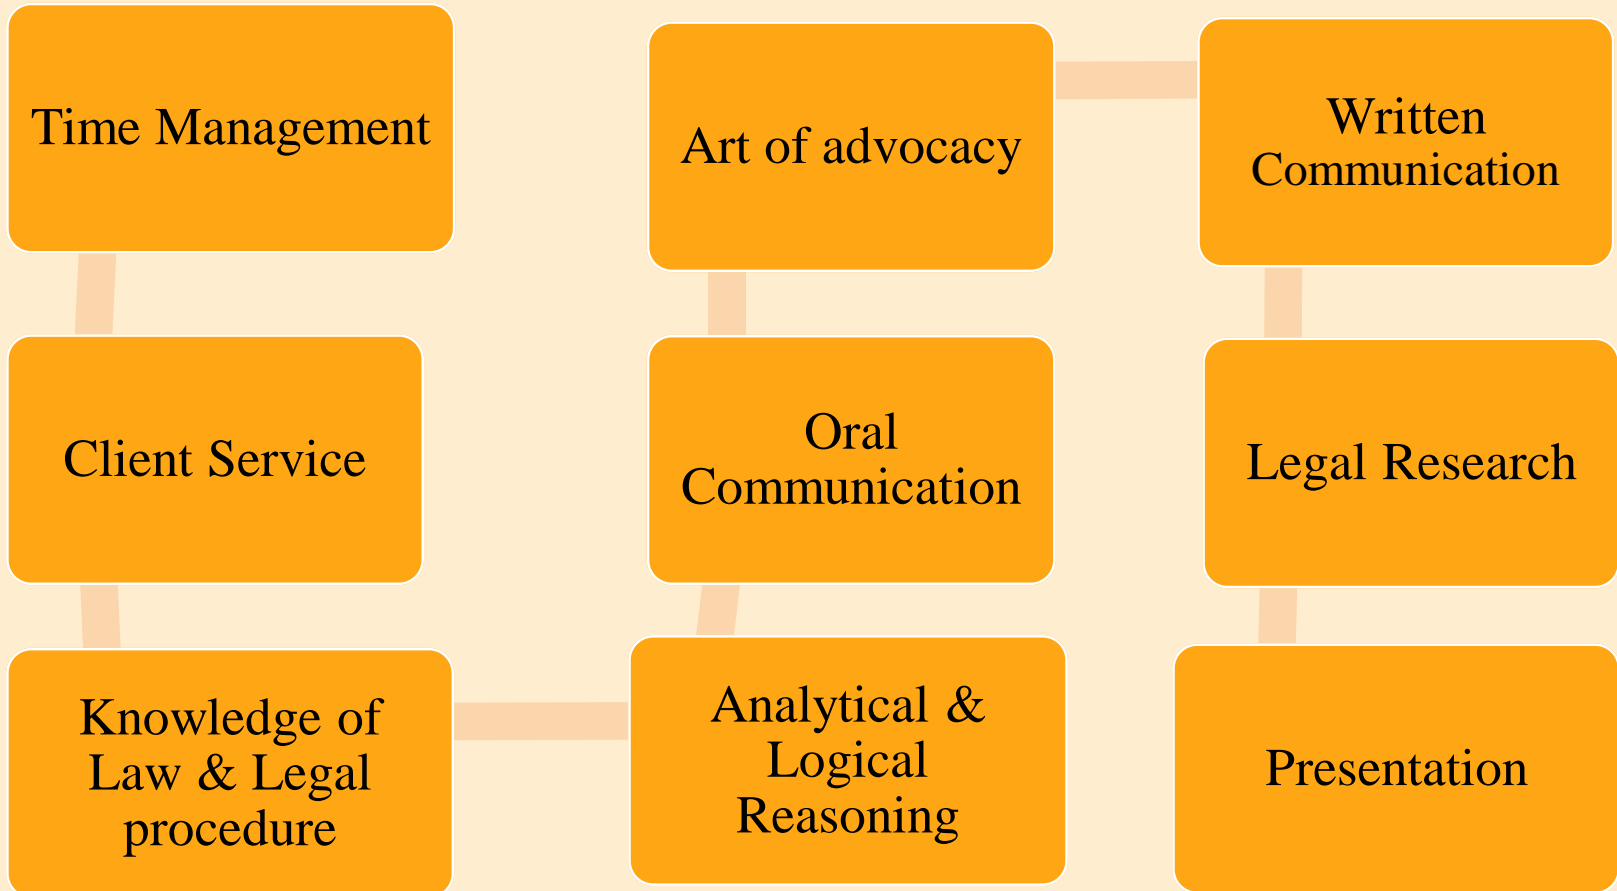 Time Management
Client Service
Knowledge of
Law & Legal
procedure
Analytical &
Logical
Reasoning
Oral
Communication
Art of advocacy
Written
Communication
Legal Research
Presentation